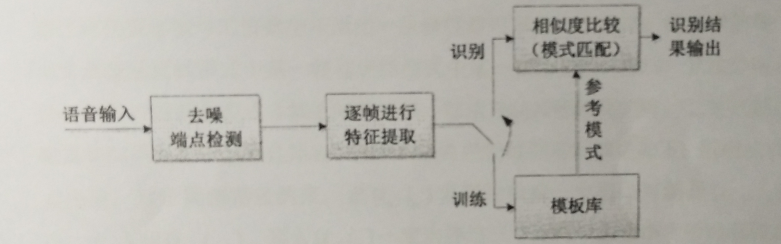 语音输入
去噪
端点检测
逐帧进行
特征提取
识别
相似度比较
（模式匹配）
识别结
果输出
参考模式
训练
模板库